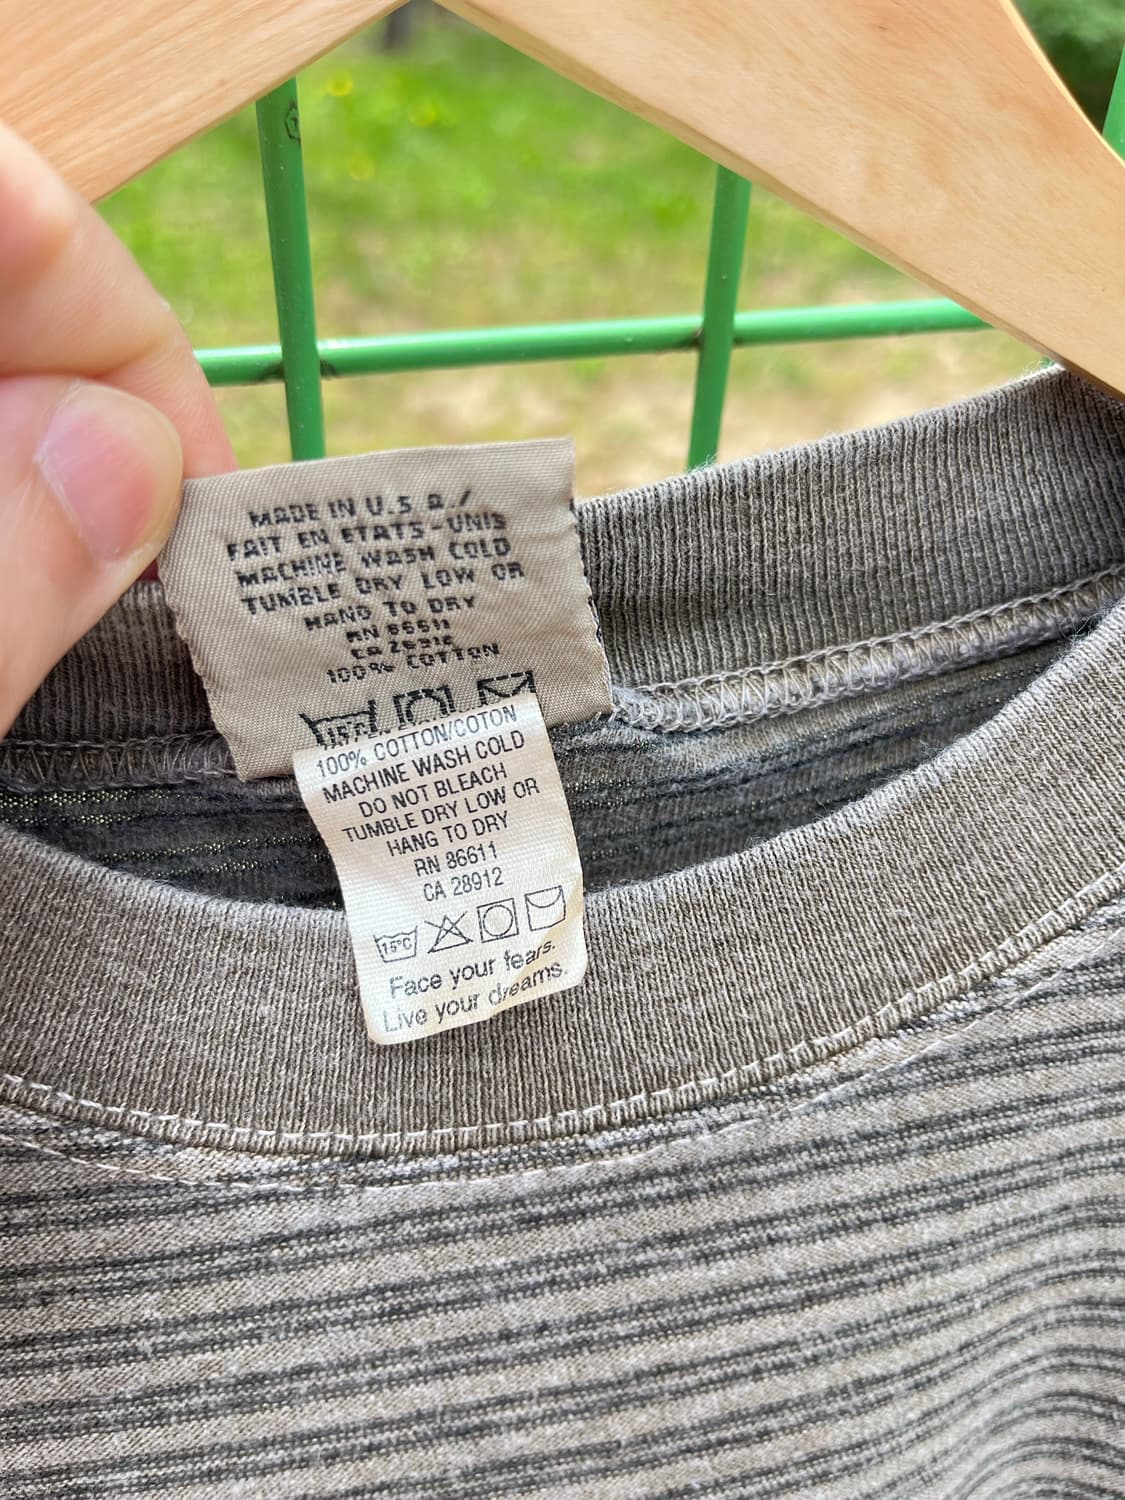 MADE IN U.S.A./
FAIT EN ETATS-UNIS
MACHINE WASH COLD
TUMBLE DRY LOW OR
HAND TO DRY
RN 86611
100% COTTON
100% COTTON/COTON
MACHINE WASH COLD
DO NOT BLEACH
TUMBLE DRY LOW OR
HANG TO DRY
RN 86611
CA 28912
15°C
Face your fears.
Live your dreams.